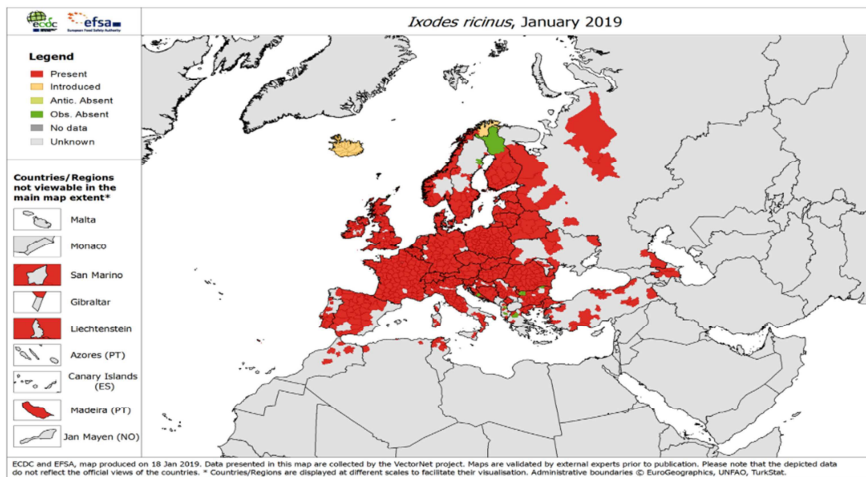 ecdc
efsa
European Food Safety Authority
Ixodes ricinus, January 2019
Legend
Present
Introduced
Antic. Absent
Obs. Absent
No data
Unknown
Countries/Regions
not viewable in the
main map extent*
Malta
Monaco
San Marino
Gibraltar
Liechtenstein
Azores (PT)
Canary Islands
(ES)
Madeira (PT)
Jan Mayen (NO)
ECDC and EFSA, map produced on 18 Jan 2019. Data presented in this map are collected by the VectorNet project. Maps are validated by external experts prior to publication. Please note that the depicted data
do not reflect the official views of the countries. * Countries/Regions are displayed at different scales to facilitate their visualisation. Administrative boundaries © EuroGeographics, UNFAO, TurkStat.